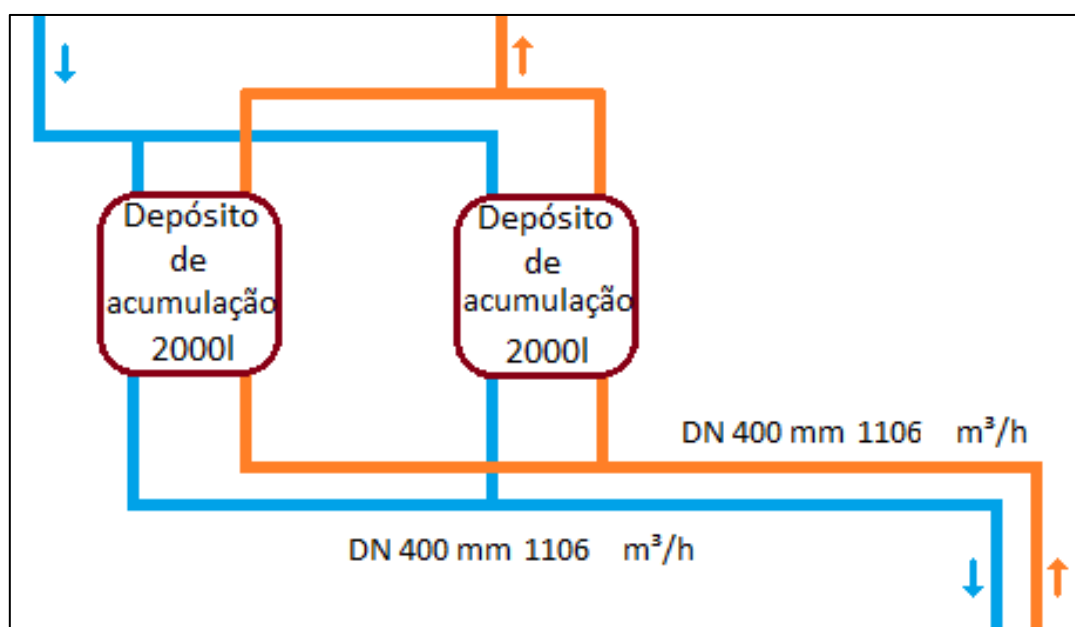 Depósito
de
acumulação
2000l
Depósito
de
acumulação
2000l
DN 400 mm 1106 m³/h
DN 400 mm 1106 m³/h